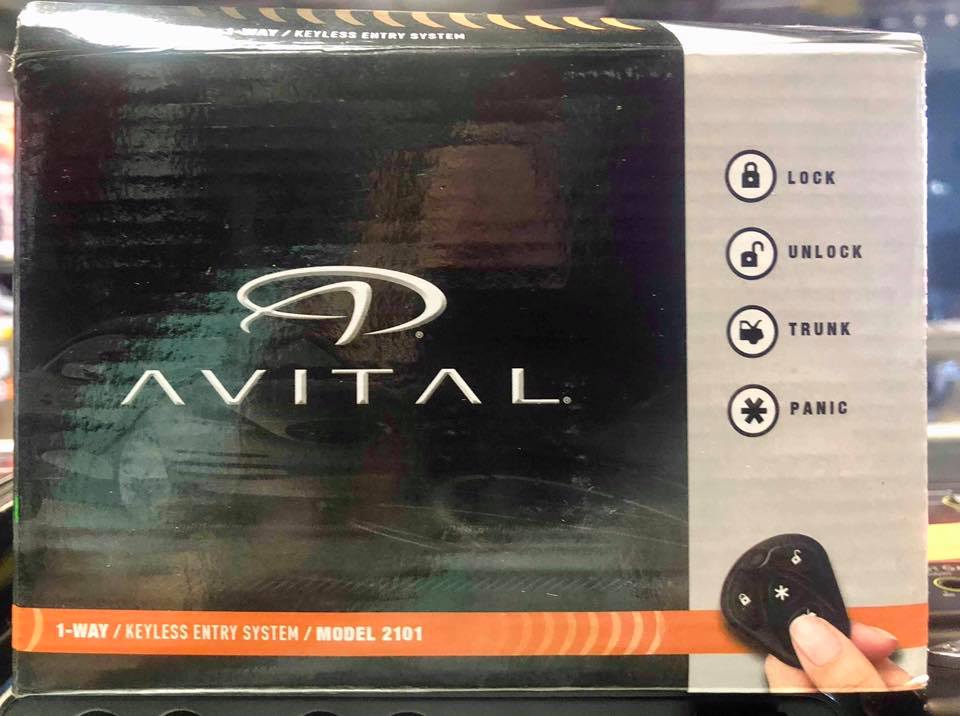 1-WAY / KEYLESS ENTRY SYSTEM
AVITAL®
LOCK
UNLOCK
TRUNK
PANIC
1-WAY / KEYLESS ENTRY SYSTEM / MODEL 2101